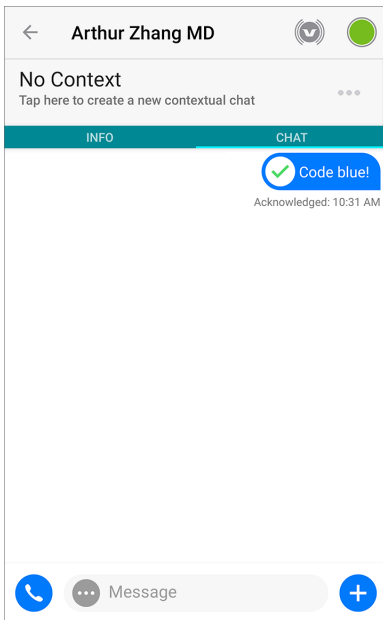 Arthur Zhang MD
No Context
Tap here to create a new contextual chat
INFO
CHAT
Code blue!
Acknowledged: 10:31 AM
Message